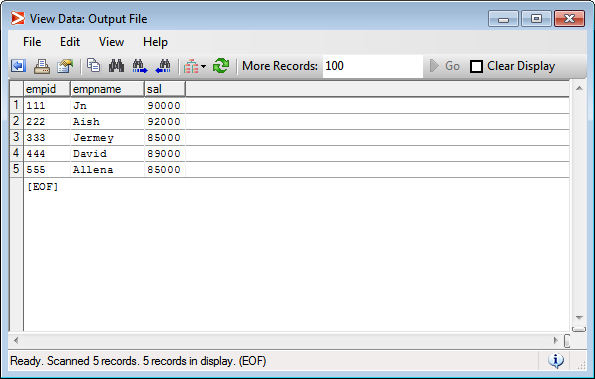 View Data: Output File
File Edit View Help
More Records: 100 Go Clear Display
empid empname sal
1 111 Jn 90000
2 222 Aish 92000
3 333 Jermey 85000
4 444 David 89000
5 555 Allena 85000
[EOF]
Ready. Scanned 5 records. 5 records in display. (EOF)